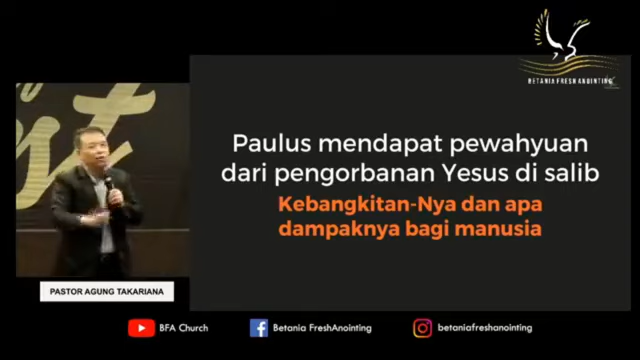 BETANIA FRESH ANOINTING
Paulus mendapat pewahyuan
dari pengorbanan Yesus di salib
Kebangkitan-Nya dan apa
dampaknya bagi manusia
PASTOR AGUNG TAKARIANA
BFA Church
Betania FreshAnointing
betaniafreshanointing